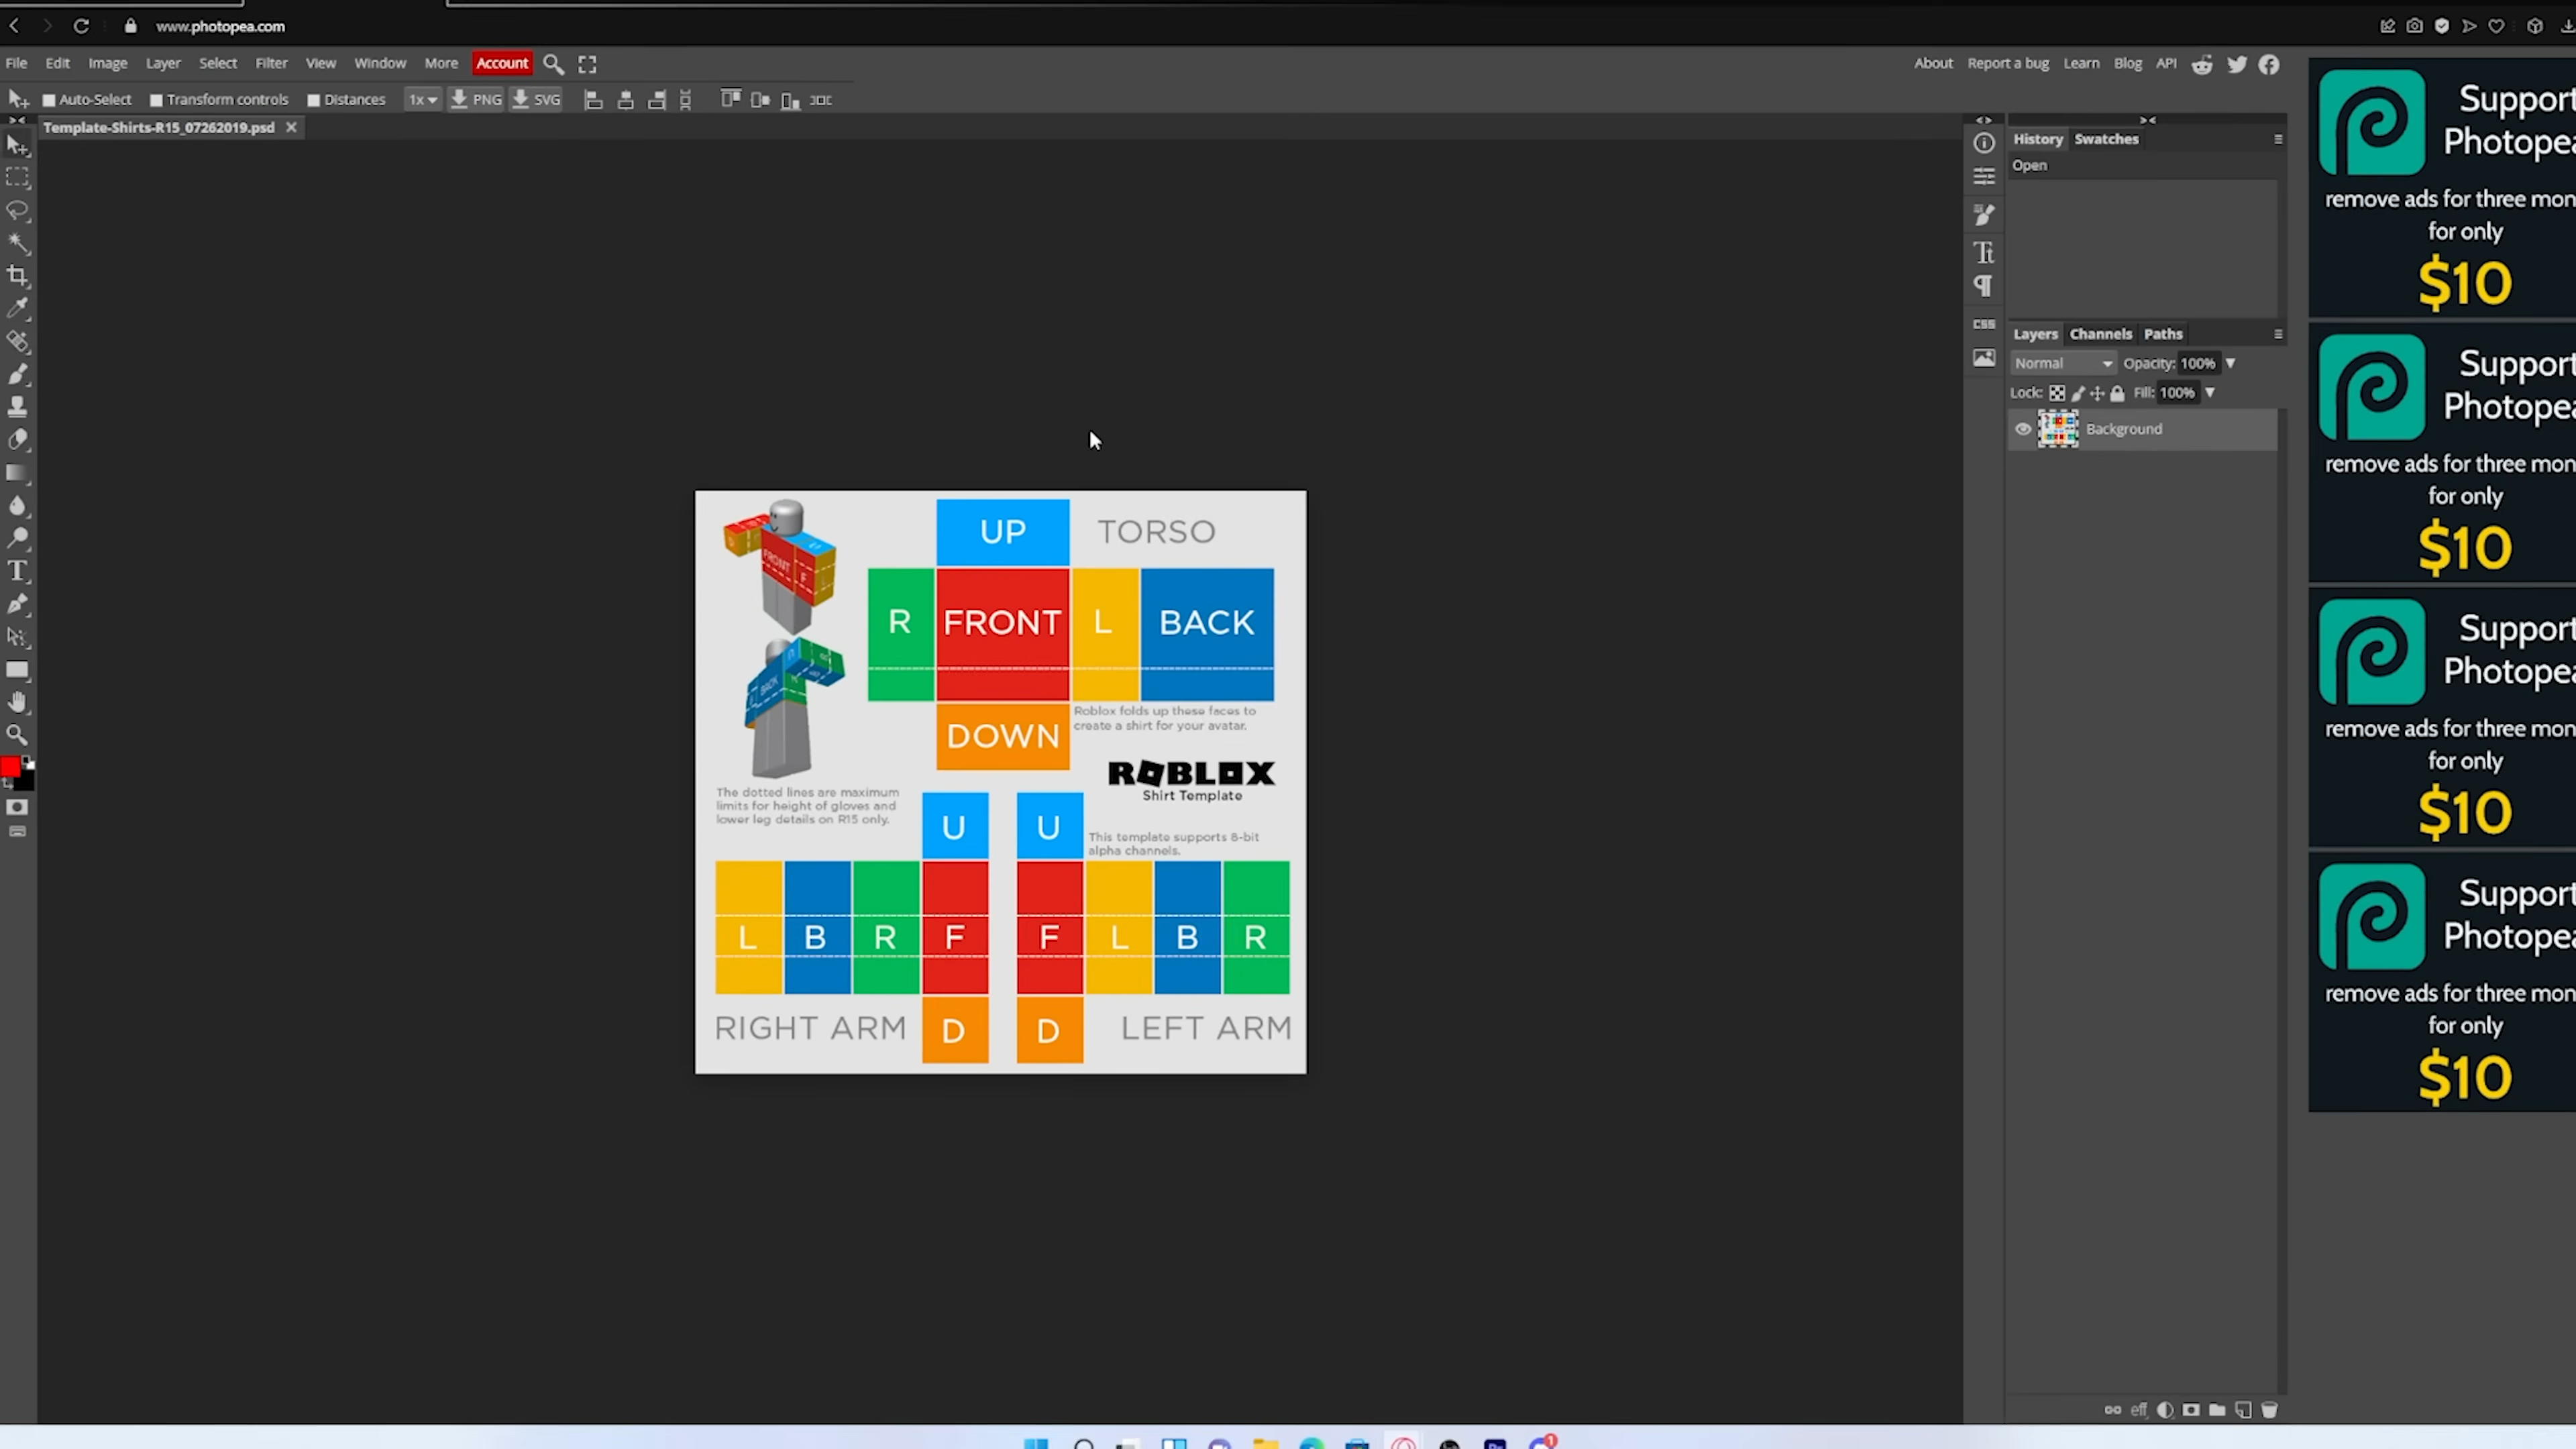 www.photopea.com
File Edit Image Layer Select Filter View Window More Account
About Report a bug Learn Blog API
Auto-Select Transform controls Distances 1x PNG SVG
Template-Shirts-R15_07262019.psd
History Swatches
Open
Layers Channels Paths
Normal Opacity: 100%
Lock: Fill: 100%
Background
CSS
UP TORSO
R FRONT L BACK
Roblox folds up these faces to
create a shirt for your avatar.
DOWN
ROBLOX
Shirt Template
The dotted lines are maximum
limits for height of gloves and
lower leg details on R15 only.
U U
This template supports 8-bit
alpha channels.
L B R F F L B R
RIGHT ARM D D LEFT ARM
eff
Support
Photopea
remove ads for three mon
for only
$10
Support
Photopea
remove ads for three mon
for only
$10
Support
Photopea
remove ads for three mon
for only
$10
Support
Photopea
remove ads for three mon
for only
$10